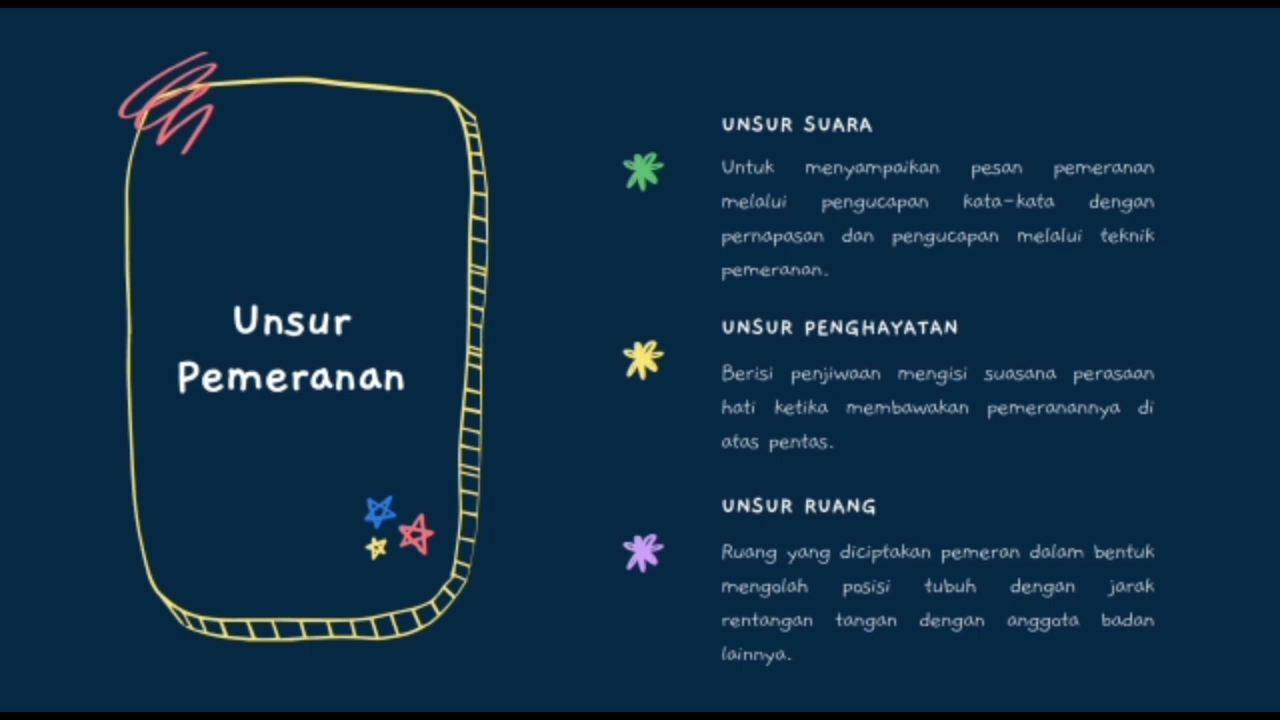 Unsur
Pemeranan
UNSUR SUARA
Untuk menyampaikan pesan pemeranan
melalui pengucapan kata-kata dengan
pernapasan dan pengucapan melalui teknik
pemeranan.
UNSUR PENGHAYATAN
Berisi penjiwaan mengisi suasana perasaan
hati ketika membawakan pemeranannya di
atas pentas.
UNSUR RUANG
Ruang yang diciptakan pemeran dalam bentuk
mengolah posisi tubuh dengan jarak
rentangan tangan dengan anggota badan
lainnya.